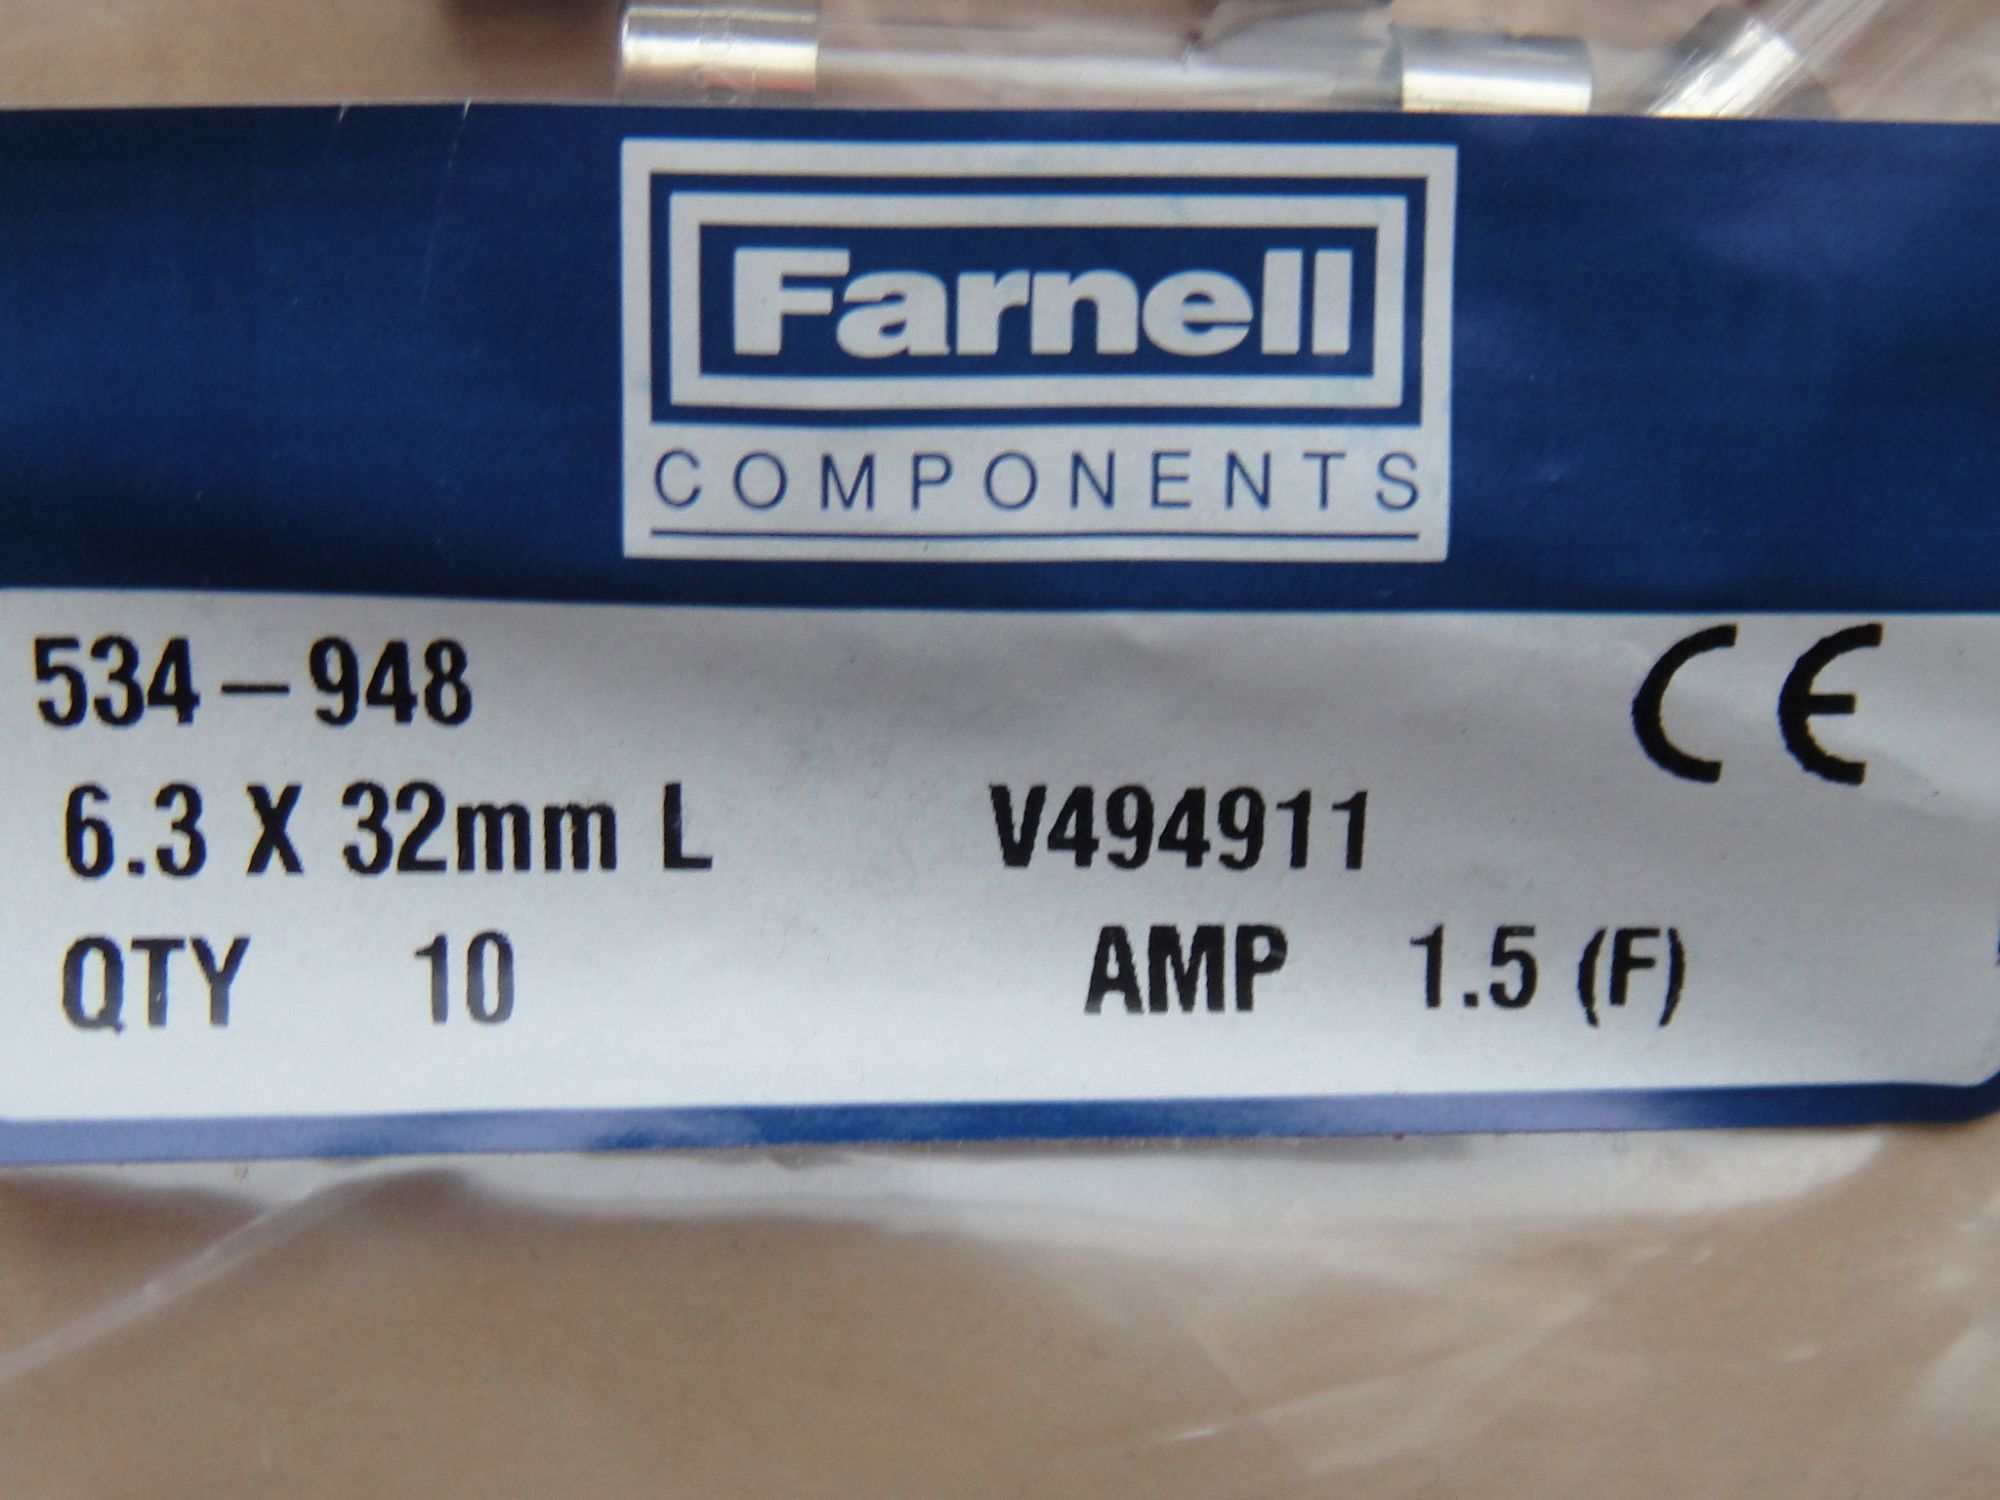 Farnell
COMPONENTS
534-948
CE
6.3 X 32mm L V494911
QTY 10 AMP 1.5 (F)